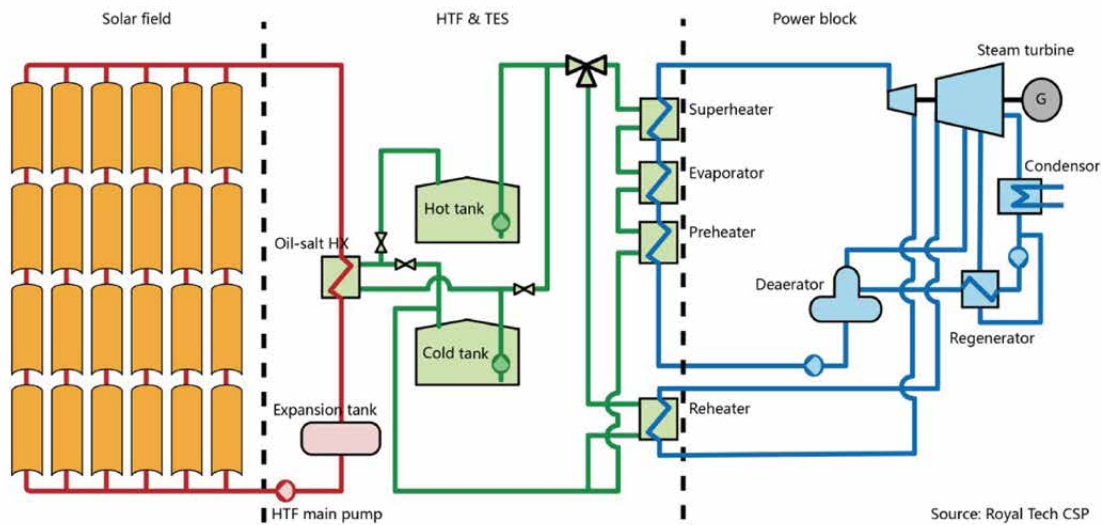 Solar field
HTF & TES
Power block
Steam turbine
G
Superheater
Condensor
Evaporator
Hot tank
Preheater
Oil-salt HX
Deaerator
Regenerator
Cold tank
Expansion tank
Reheater
HTF main pump
Source: Royal Tech CSP